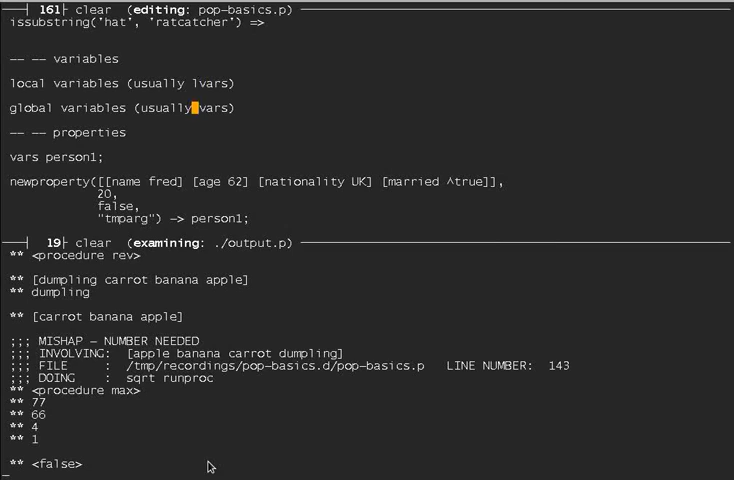 161 clear (editing: pop-basics.p)
issubstring('hat', 'ratcatcher') =>
-- -- variables
local variables (usually lvars)
global variables (usually vars)
-- -- properties
vars person1;
newproperty([[name fred] [age 62] [nationality UK] [married ^true]],
20,
false,
"tmparg") -> person1;
19 clear (examining: ./output.p)
** <procedure rev>
** [dumpling carrot banana apple]
** dumpling
** [carrot banana apple]
;;; MISHAP - NUMBER NEEDED
;;; INVOLVING: [apple banana carrot dumpling]
;;; FILE : /tmp/recordings/pop-basics.d/pop-basics.p LINE NUMBER: 143
;;; DOING : sqrt runproc
** <procedure max>
** 77
** 66
** 4
** 1
** <false>